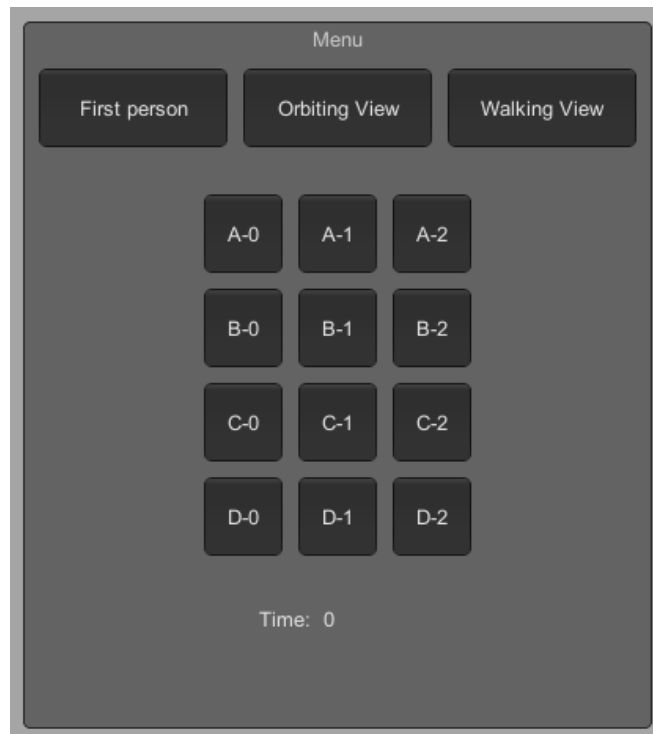 Menu
First person Orbiting View Walking View
A-0 A-1 A-2
B-0 B-1 B-2
C-0 C-1 C-2
D-0 D-1 D-2
Time: 0